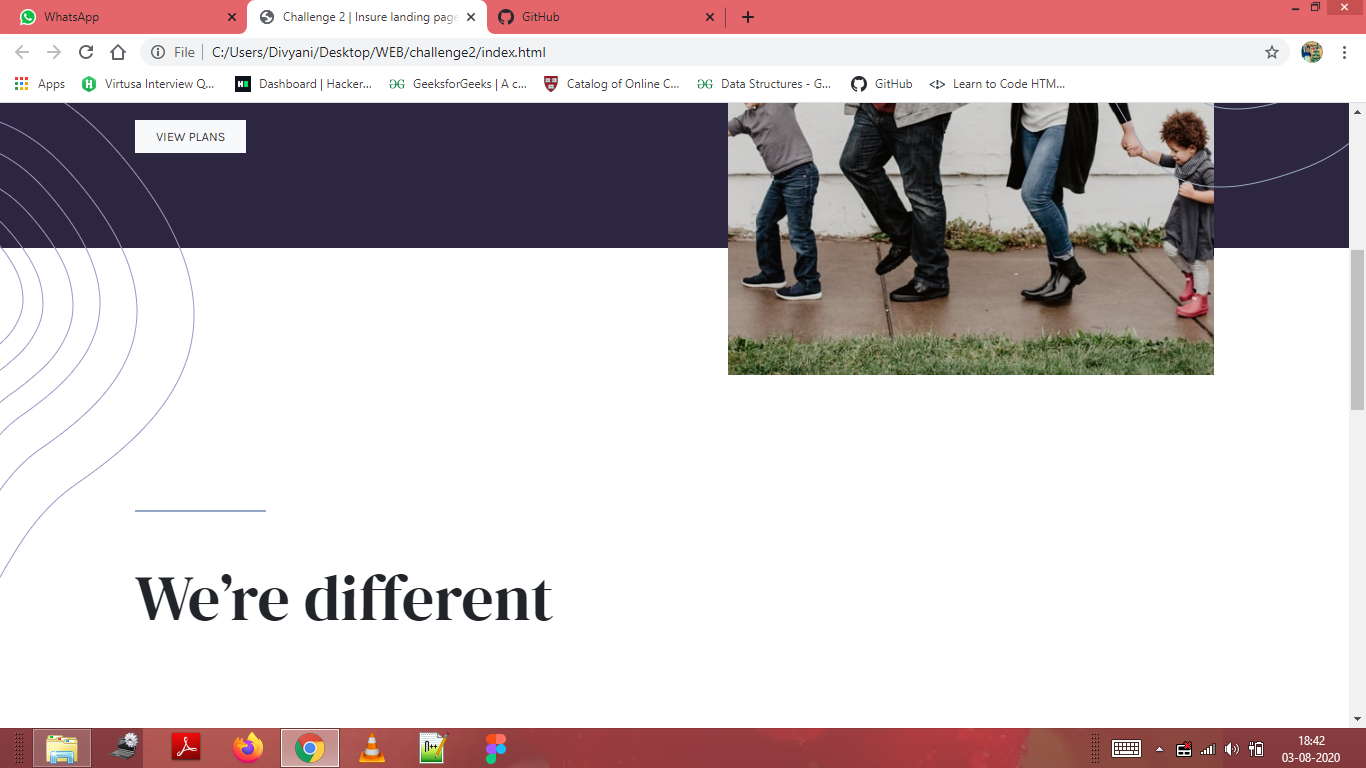 WhatsApp
Challenge 2 | Insure landing page
GitHub
File
C:/Users/Divyani/Desktop/WEB/challenge2/index.html
Apps
Virtusa Interview Q...
Dashboard | Hacker...
GeeksforGeeks | A c...
Catalog of Online C...
Data Structures - G...
GitHub
Learn to Code HTM...
VIEW PLANS
We’re different
18:42
03-08-2020